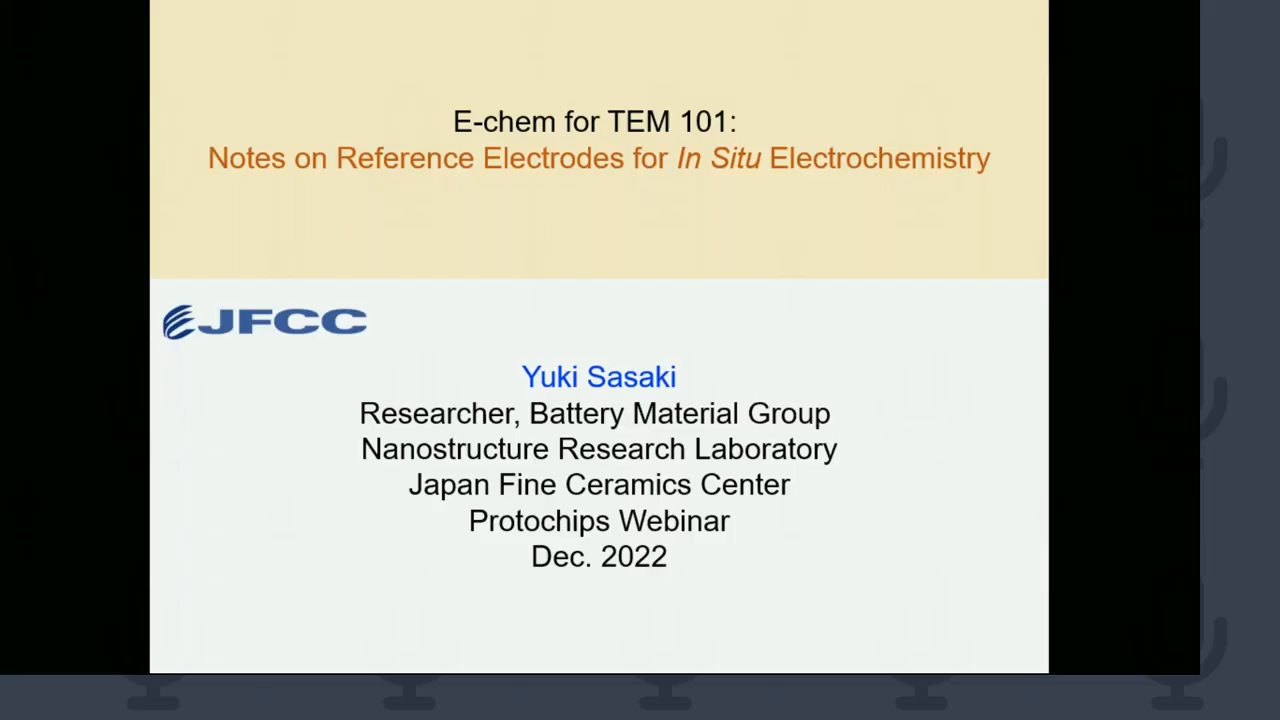 E-chem for TEM 101:
Notes on Reference Electrodes for In Situ Electrochemistry
JFCC
Yuki Sasaki
Researcher, Battery Material Group
Nanostructure Research Laboratory
Japan Fine Ceramics Center
Protochips Webinar
Dec. 2022